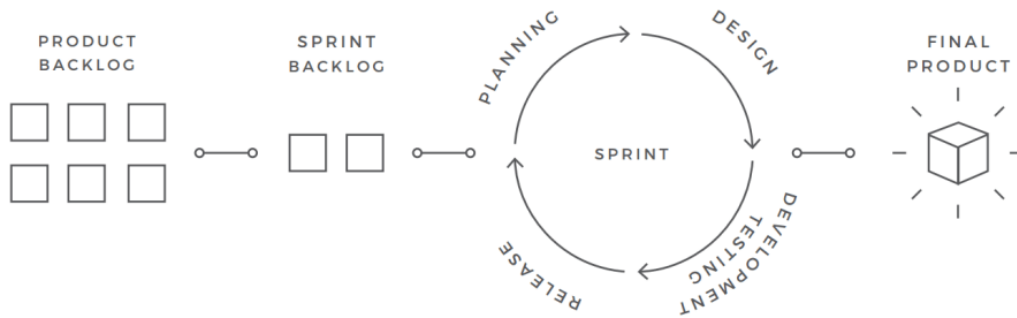 PRODUCT
BACKLOG
SPRINT
BACKLOG
PLANNING
DESIGN
SPRINT
DEVELOPMENT
TESTING
RELEASE
FINAL
PRODUCT